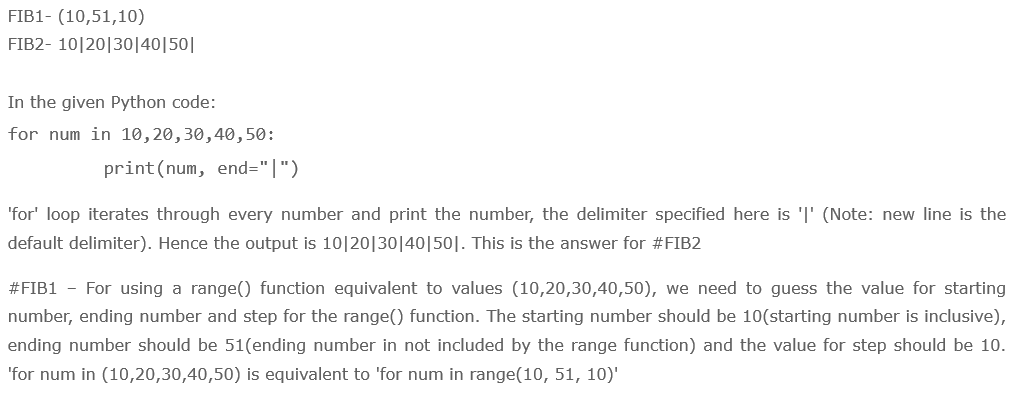 FIB1- (10,51,10)
FIB2- 10|20|30|40|50|
In the given Python code:
for num in 10,20,30,40,50:
print(num, end="|")
'for' loop iterates through every number and print the number, the delimiter specified here is '|' (Note: new line is the
default delimiter). Hence the output is 10|20|30|40|50|. This is the answer for #FIB2
#FIB1 – For using a range() function equivalent to values (10,20,30,40,50), we need to guess the value for starting
number, ending number and step for the range() function. The starting number should be 10(starting number is inclusive),
ending number should be 51(ending number in not included by the range function) and the value for step should be 10.
'for num in (10,20,30,40,50) is equivalent to 'for num in range(10, 51, 10)'